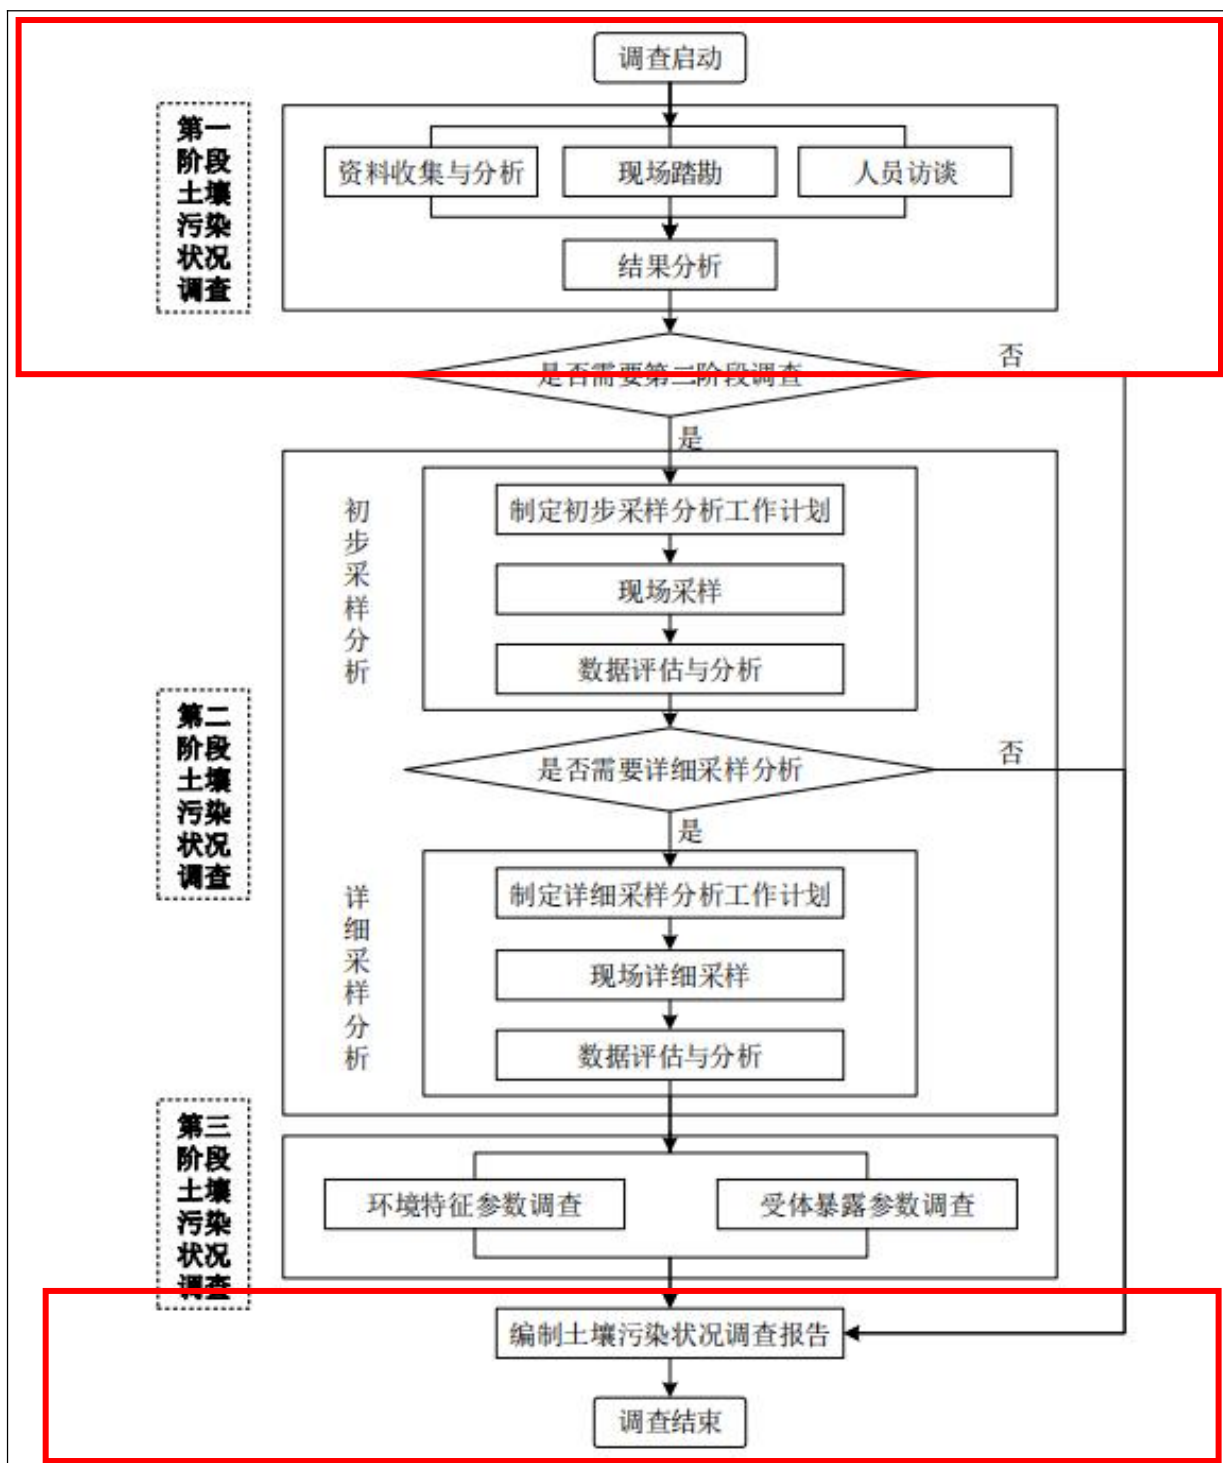 调查启动
第一
阶段
土壤
污染
状况
调查
资料收集与分析
现场踏勘
人员访谈
结果分析
是否需要第二阶段调查
否
是
初
步
采
样
分
析
制定初步采样分析工作计划
现场采样
数据评估与分析
第二
阶段
土壤
污染
状况
调查
是否需要详细采样分析
否
是
详
细
采
样
分
析
制定详细采样分析工作计划
现场详细采样
数据评估与分析
第三
阶段
土壤
污染
状况
调查
环境特征参数调查
受体暴露参数调查
编制土壤污染状况调查报告
调查结束